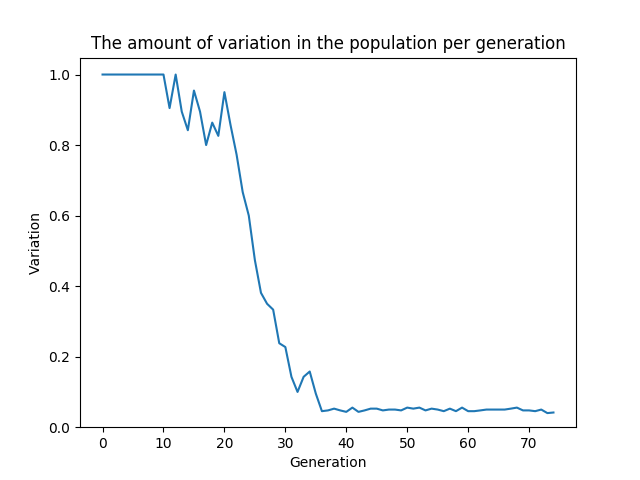 The amount of variation in the population per generation
1.0
0.8
0.6
0.4
0.2
0.0
Variation
0 10 20 30 40 50 60 70
Generation